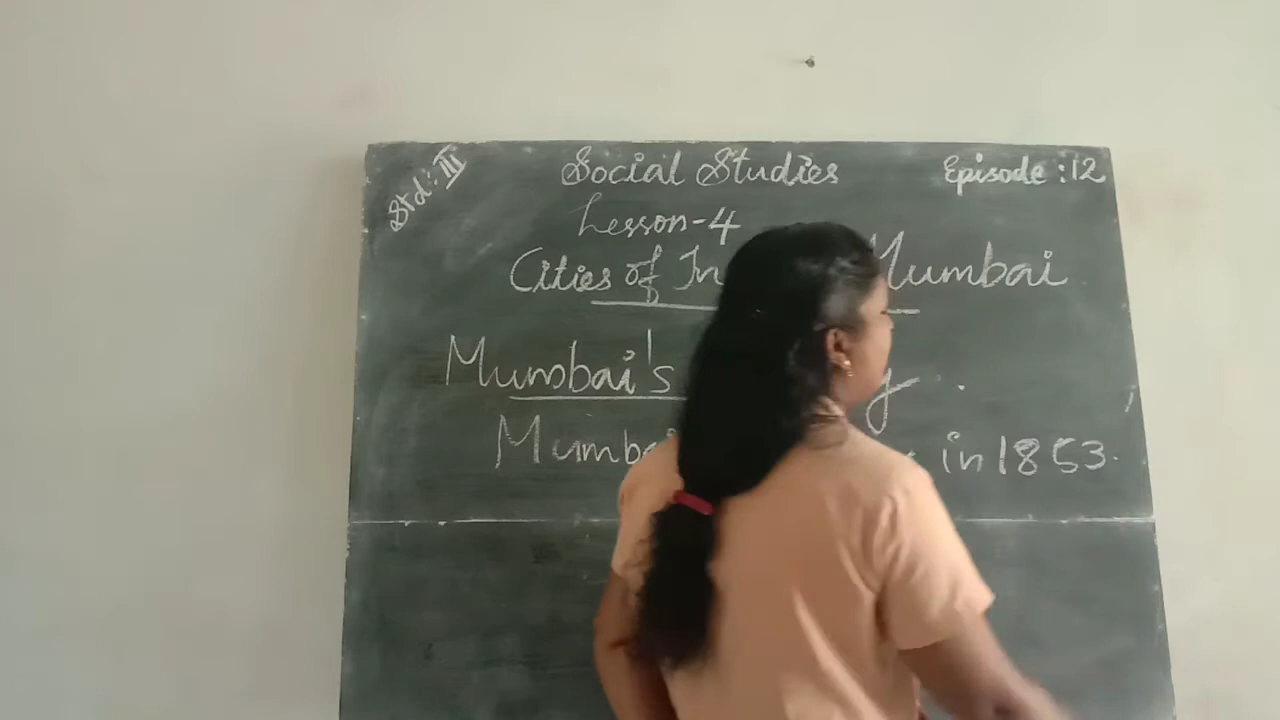 Std: III
Social Studies
Episode : 12
Lesson-4
Cities of In Mumbai
Mumbai's y
Mumba in 1853.